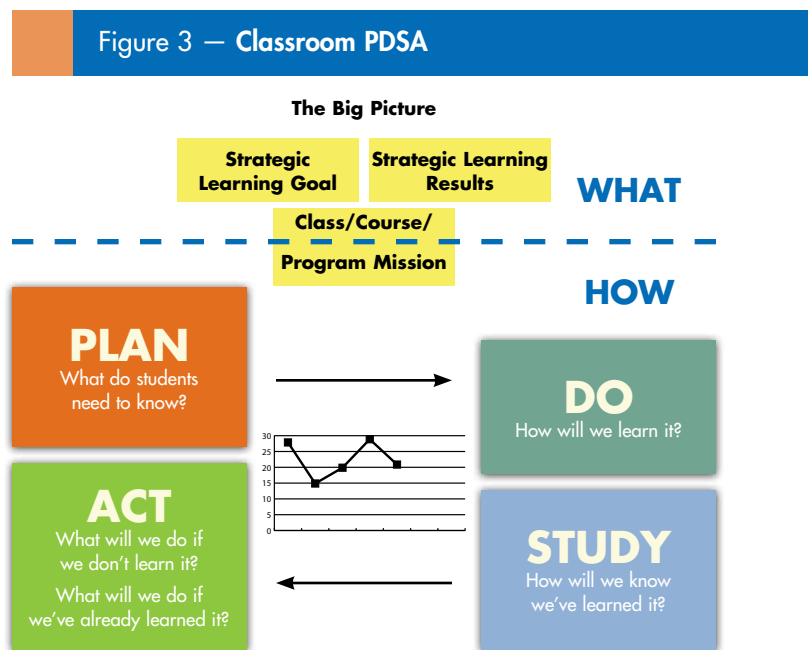 Figure 3 — Classroom PDSA
The Big Picture
Strategic
Learning Goal
Strategic Learning
Results
WHAT
Class/Course/
Program Mission
HOW
PLAN
What do students
need to know?
DO
How will we learn it?
30
25
20
15
10
5
0
ACT
What will we do if
we don't learn it?
What will we do if
we've already learned it?
STUDY
How will we know
we've learned it?